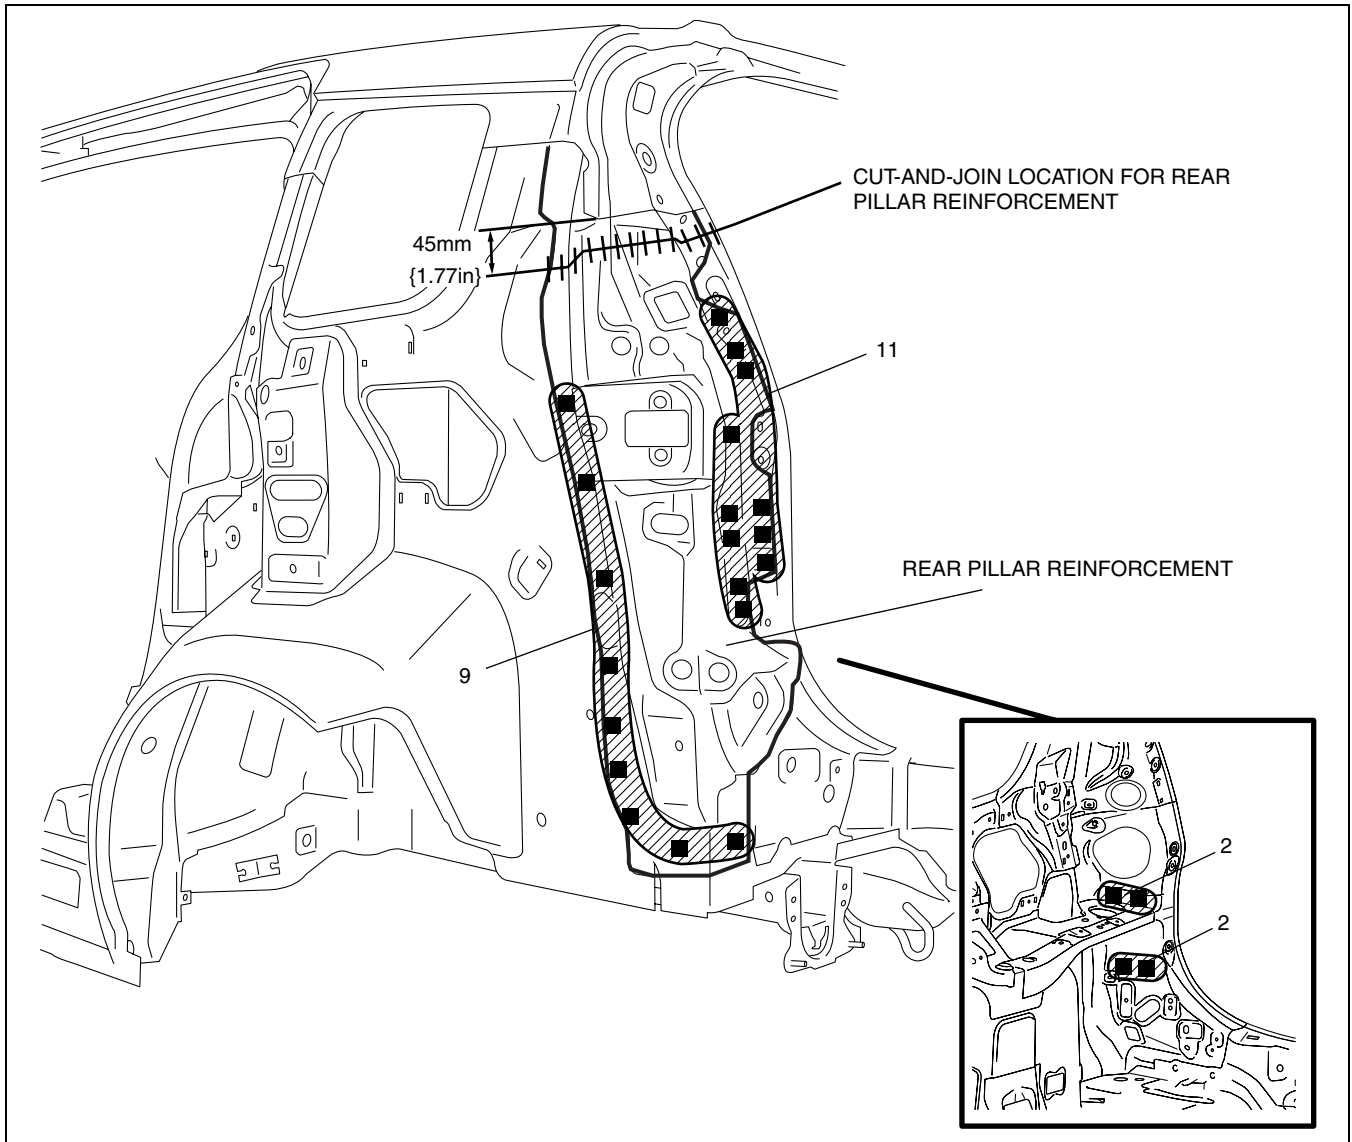 CUT-AND-JOIN LOCATION FOR REAR
PILLAR REINFORCEMENT
45mm
{1.77in}
11
REAR PILLAR REINFORCEMENT
9
2
2